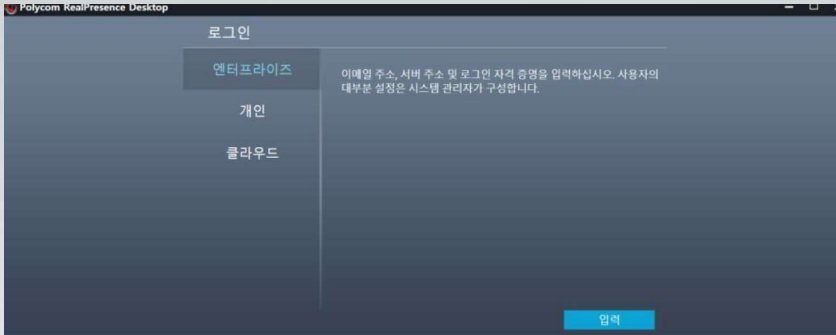 Polycom RealPresence Desktop
로그인
엔터프라이즈
이메일 주소, 서버 주소 및 로그인 자격 증명을 입력하십시오. 사용자의
대부분 설정은 시스템 관리자가 구성합니다.
개인
클라우드
입력